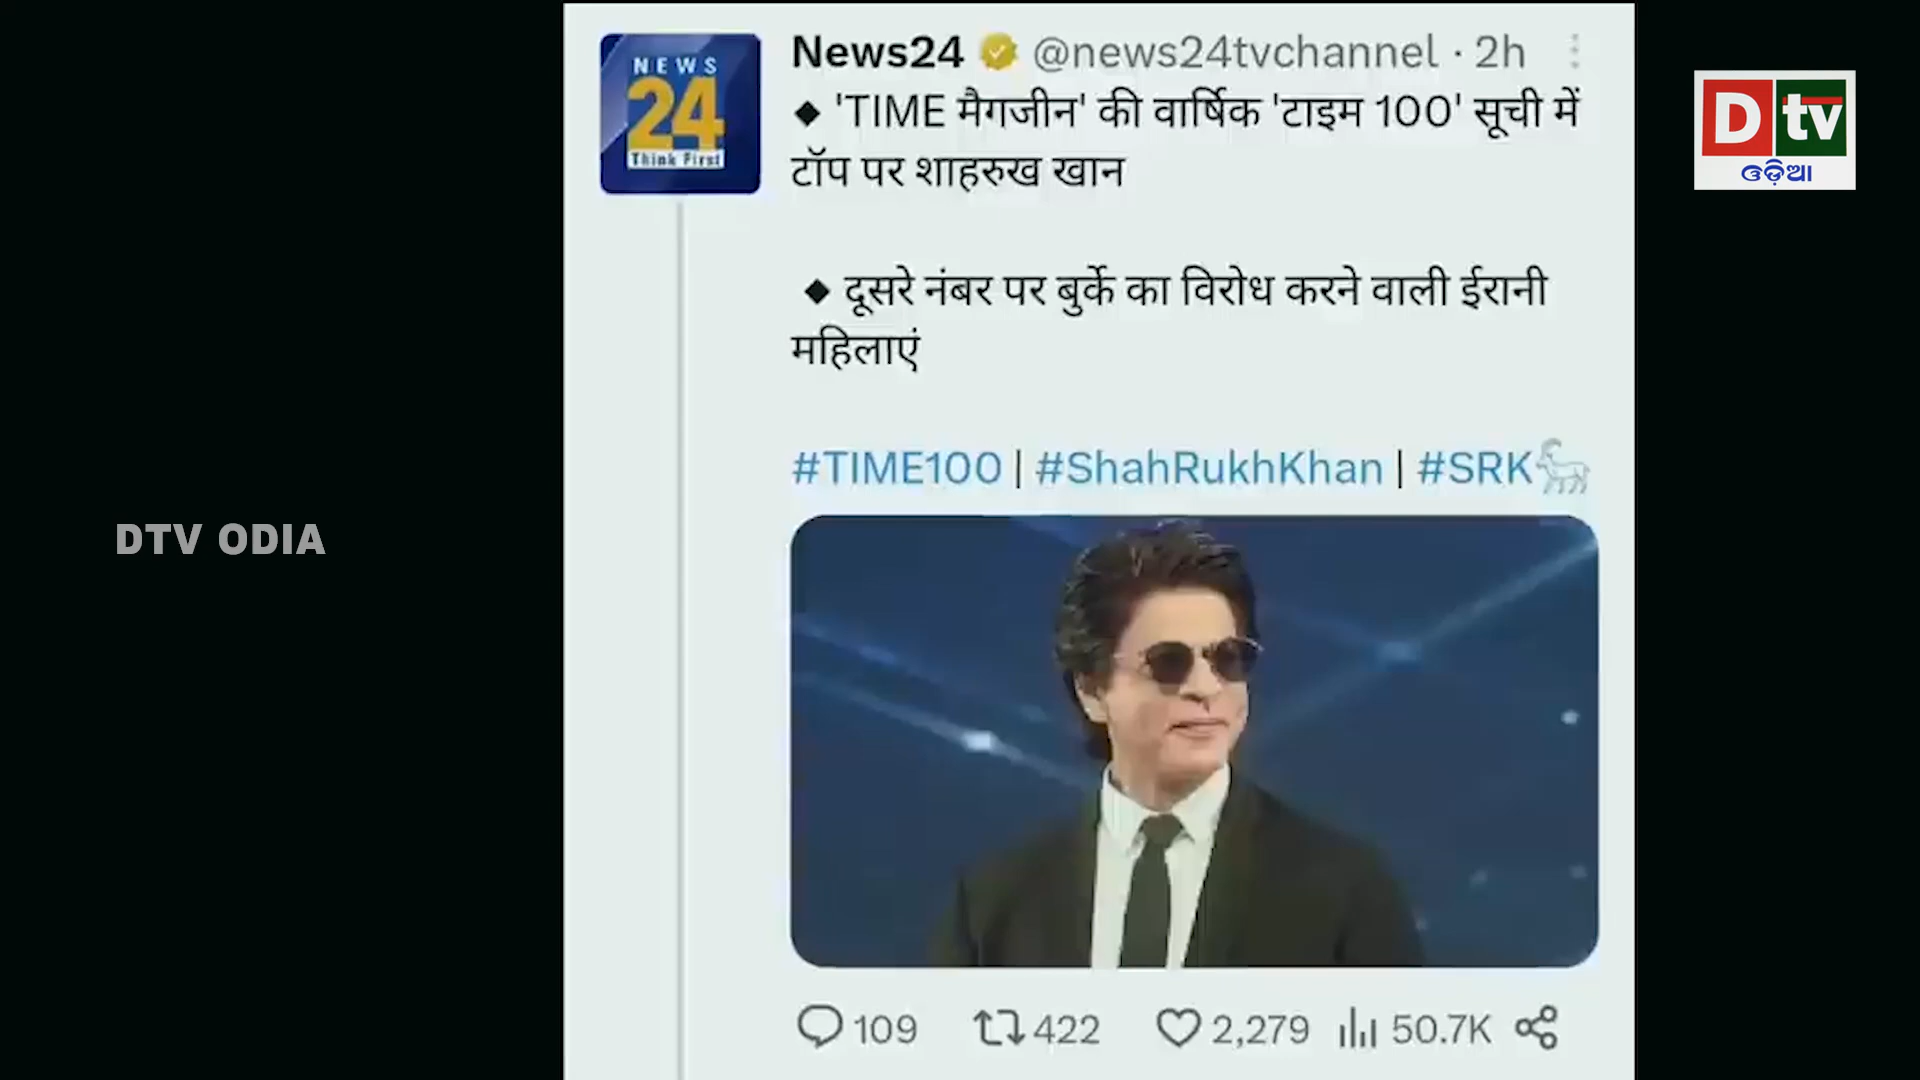 NEWS
24
Think First
News24 @news24tvchannel · 2h
◆ 'TIME मैगजीन' की वार्षिक 'टाइम 100' सूची में
टॉप पर शाहरुख खान
◆ दूसरे नंबर पर बुर्के का विरोध करने वाली ईरानी
महिलाएं
#TIME100 | #ShahRukhKhan | #SRK
109 422 2,279 50.7K
D tv
ଓଡ଼ିଆ
DTV ODIA